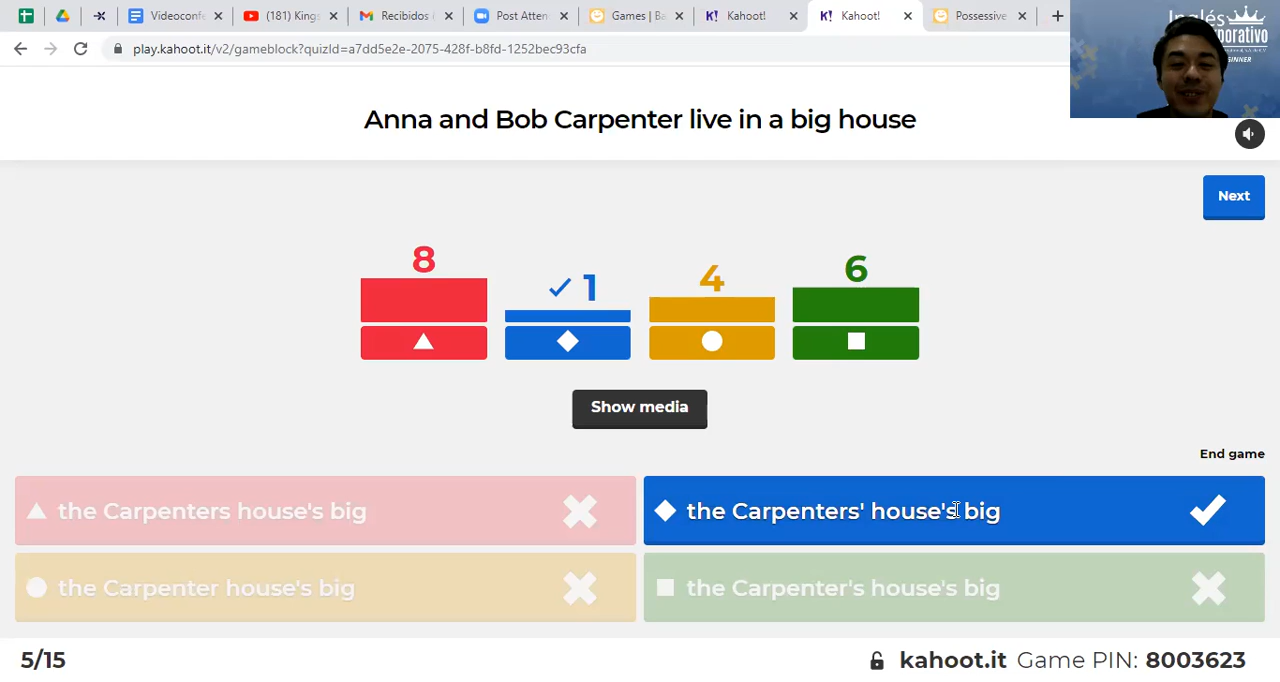 Videoconfe
(181) Kings
Recibidos
Post Atten
Games | Ba
Kahoot!
Kahoot!
Possessive
play.kahoot.it/v2/gameblock?quizId=a7dd5e2e-2075-428f-b8fd-1252bec93cfa
Inglés
Anna and Bob Carpenter live in a big house
Next
8
1
4
6
Show media
End game
the Carpenters house's big
the Carpenters' house's big
the Carpenter house's big
the Carpenter's house's big
5/15
kahoot.it Game PIN: 8003623